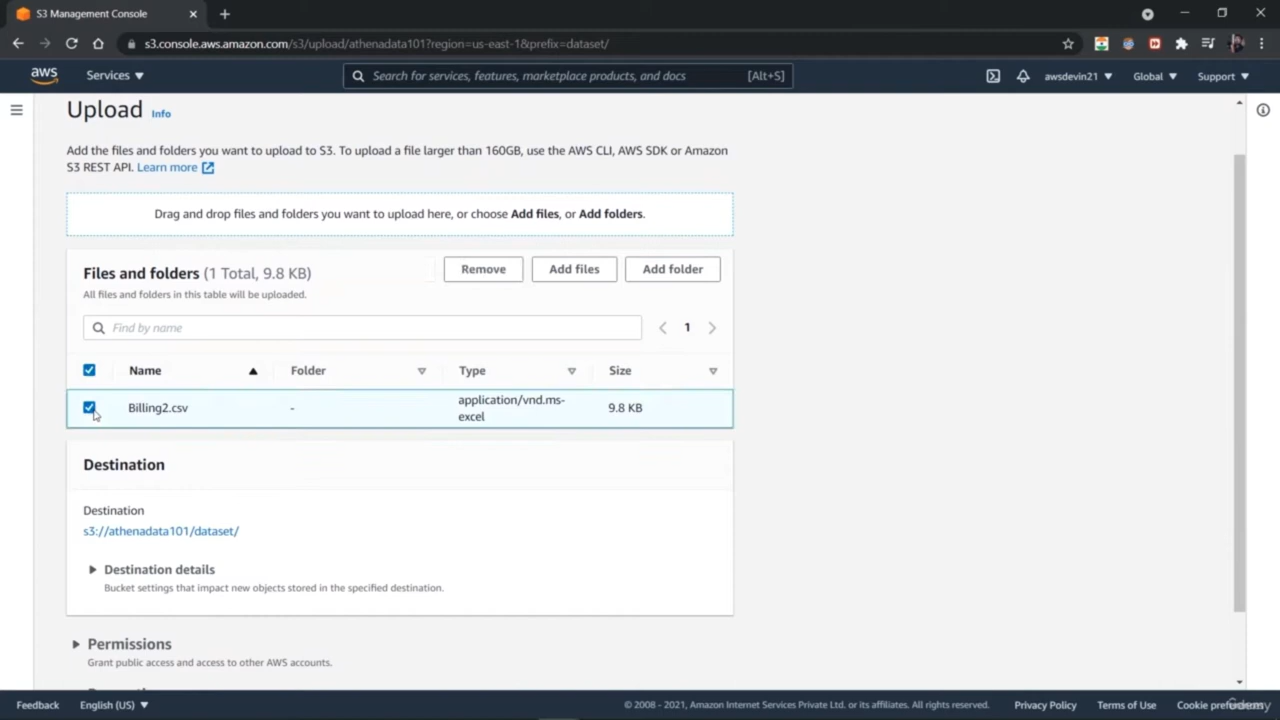 S3 Management Console
s3.console.aws.amazon.com/s3/upload/athenadata101?region=us-east-1&prefix=dataset/
aws Services Search for services, features, marketplace products, and docs [Alt+S] awsdevin21 Global Support
Upload Info
Add the files and folders you want to upload to S3. To upload a file larger than 160GB, use the AWS CLI, AWS SDK or Amazon
S3 REST API. Learn more
Drag and drop files and folders you want to upload here, or choose Add files, or Add folders.
Files and folders (1 Total, 9.8 KB) Remove Add files Add folder
All files and folders in this table will be uploaded.
Find by name 1
Name Folder Type Size
Billing2.csv - application/vnd.ms- 9.8 KB
excel
Destination
Destination
s3://athenadata101/dataset/
Destination details
Bucket settings that impact new objects stored in the specified destination.
Permissions
Grant public access and access to other AWS accounts.
Feedback English (US) © 2008 - 2021, Amazon Internet Services Private Ltd. or its affiliates. All rights reserved. Privacy Policy Terms of Use Cookie preferences
Udemy